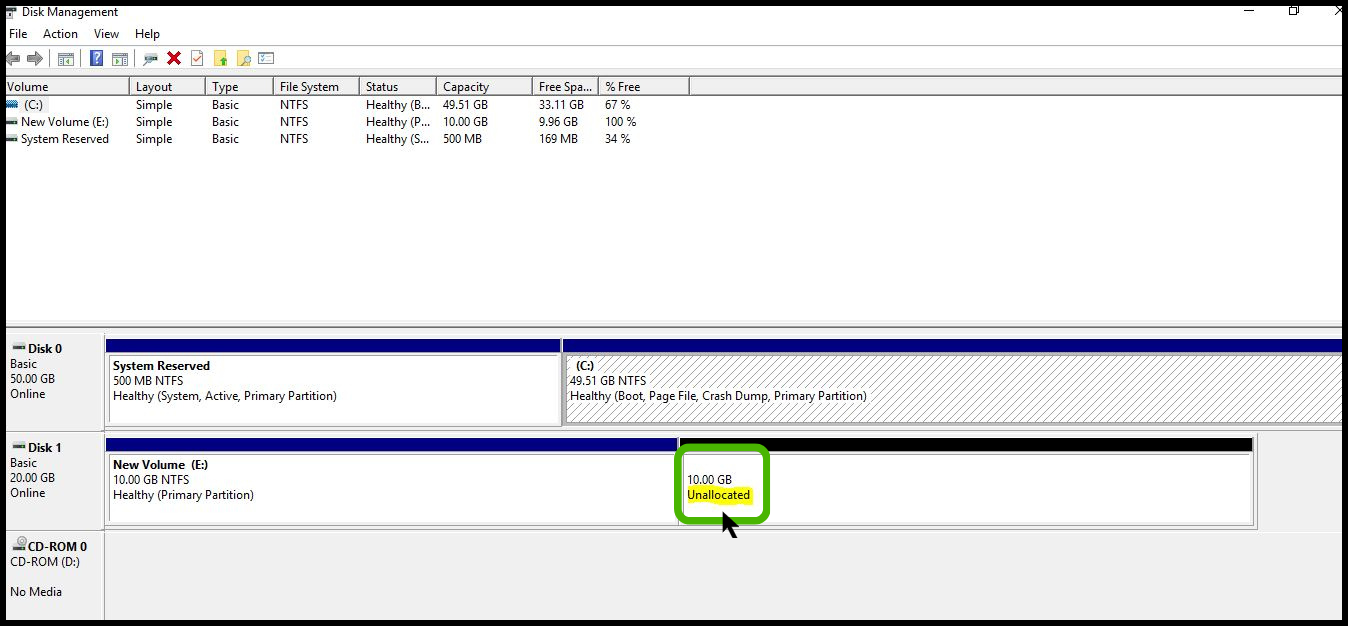 Disk Management
File Action View Help
Volume Layout Type File System Status Capacity Free Spa... % Free
(C:) Simple Basic NTFS Healthy (B... 49.51 GB 33.11 GB 67 %
New Volume (E:) Simple Basic NTFS Healthy (P... 10.00 GB 9.96 GB 100 %
System Reserved Simple Basic NTFS Healthy (S... 500 MB 169 MB 34 %
Disk 0
Basic
50.00 GB
Online
System Reserved
500 MB NTFS
Healthy (System, Active, Primary Partition)
(C:)
49.51 GB NTFS
Healthy (Boot, Page File, Crash Dump, Primary Partition)
Disk 1
Basic
20.00 GB
Online
New Volume (E:)
10.00 GB NTFS
Healthy (Primary Partition)
10.00 GB
Unallocated
CD-ROM 0
CD-ROM (D:)
No Media